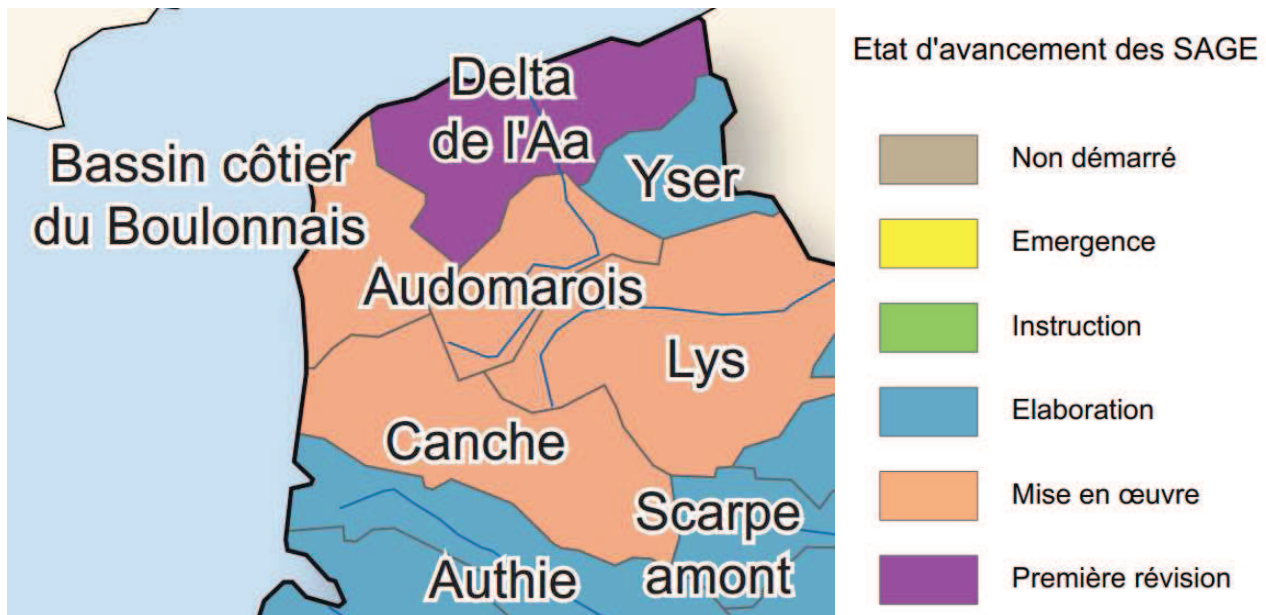 Delta
de l'Aa
Bassin côtier
du Boulonnais
Yser
Audomarois
Lys
Canche
Scarpe
amont
Authie
Etat d'avancement des SAGE
Non démarré
Emergence
Instruction
Elaboration
Mise en œuvre
Première révision